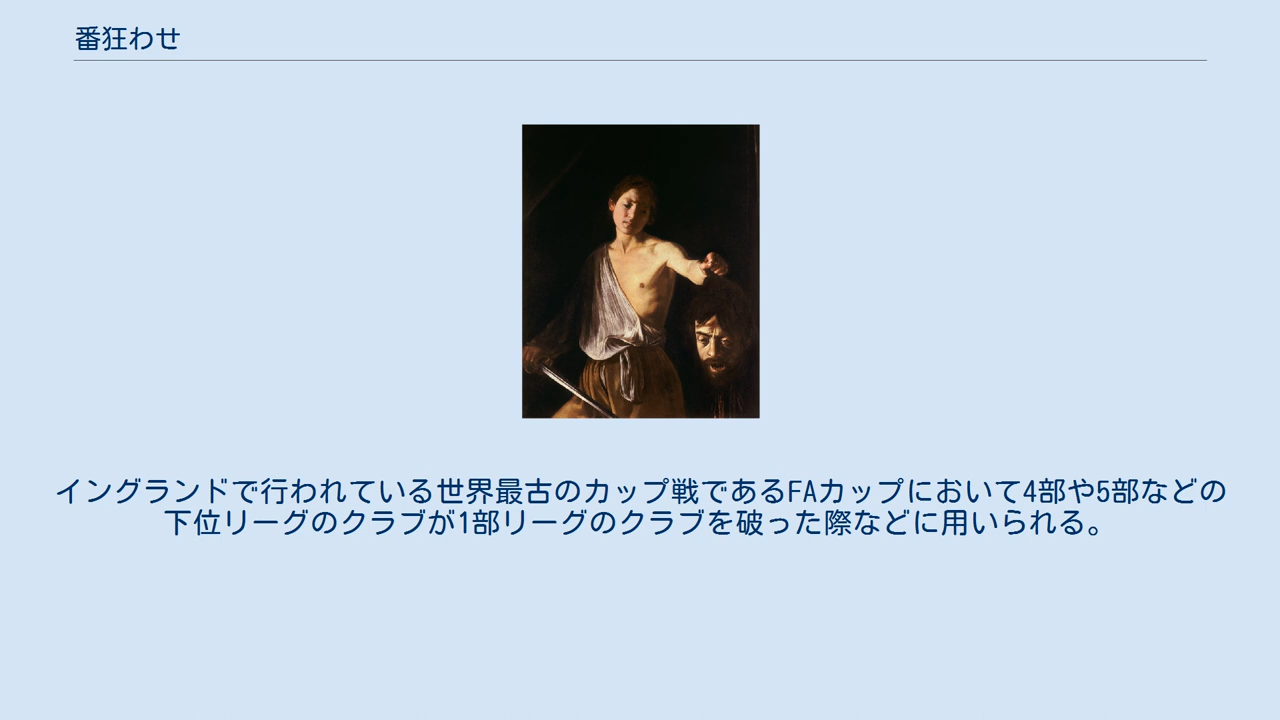 番狂わせ
イングランドで行われている世界最古のカップ戦であるFAカップにおいて4部や5部などの
下位リーグのクラブが1部リーグのクラブを破った際などに用いられる。